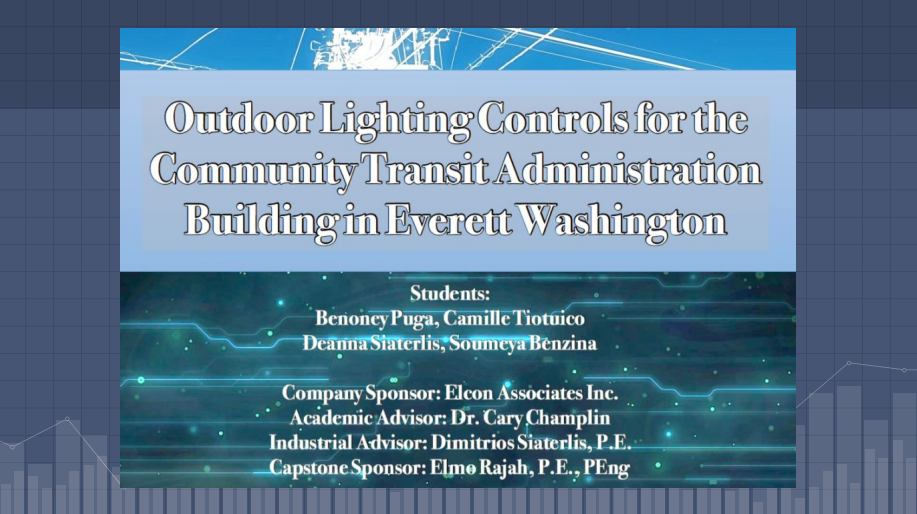 Outdoor Lighting Controls for the
Community Transit Administration
Building in Everett Washington
Students:
Benoney Puga, Camille Tiotuico
Deanna Siaterlis, Soumeya Benzina
Company Sponsor: Elcon Associates Inc.
Academic Advisor: Dr. Cary Champlin
Industrial Advisor: Dimitrios Siaterlis, P.E.
Capstone Sponsor: Elmo Rajah, P.E., PEng